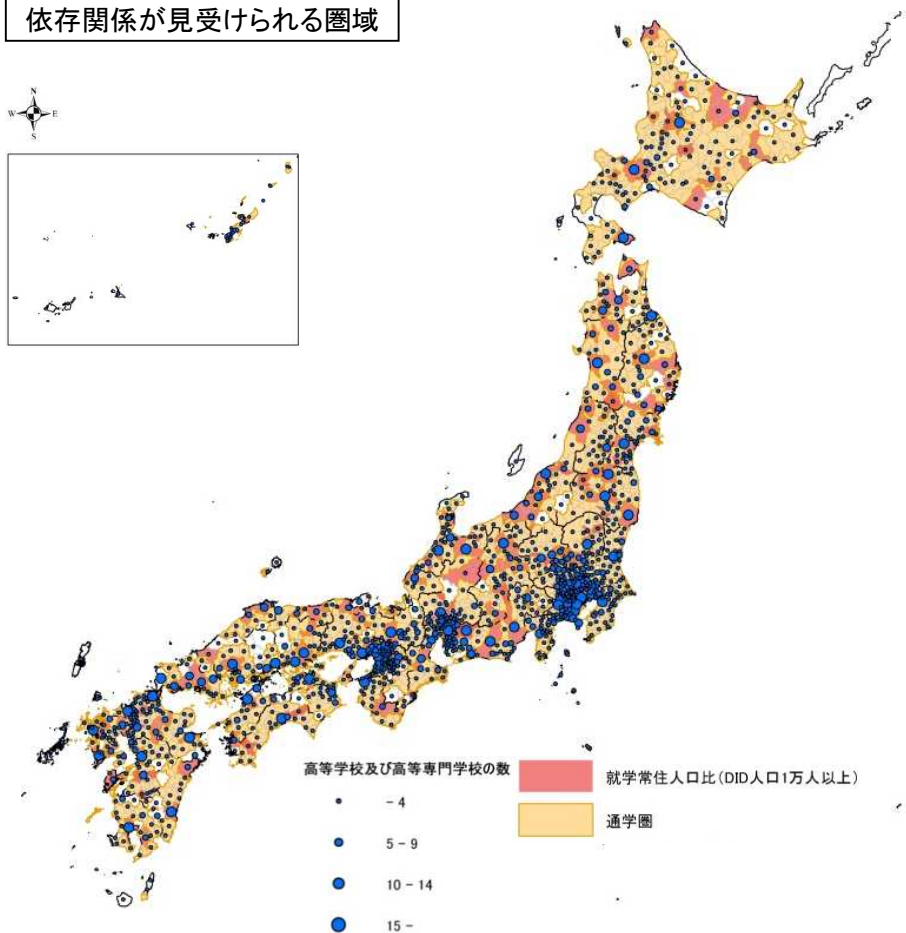 依存関係が見受けられる圏域
N
W
E
S
高等学校及び高等専門学校の数
- 4
5 - 9
10 - 14
15 -
就学常住人口比(DID人口1万人以上)
通学圏